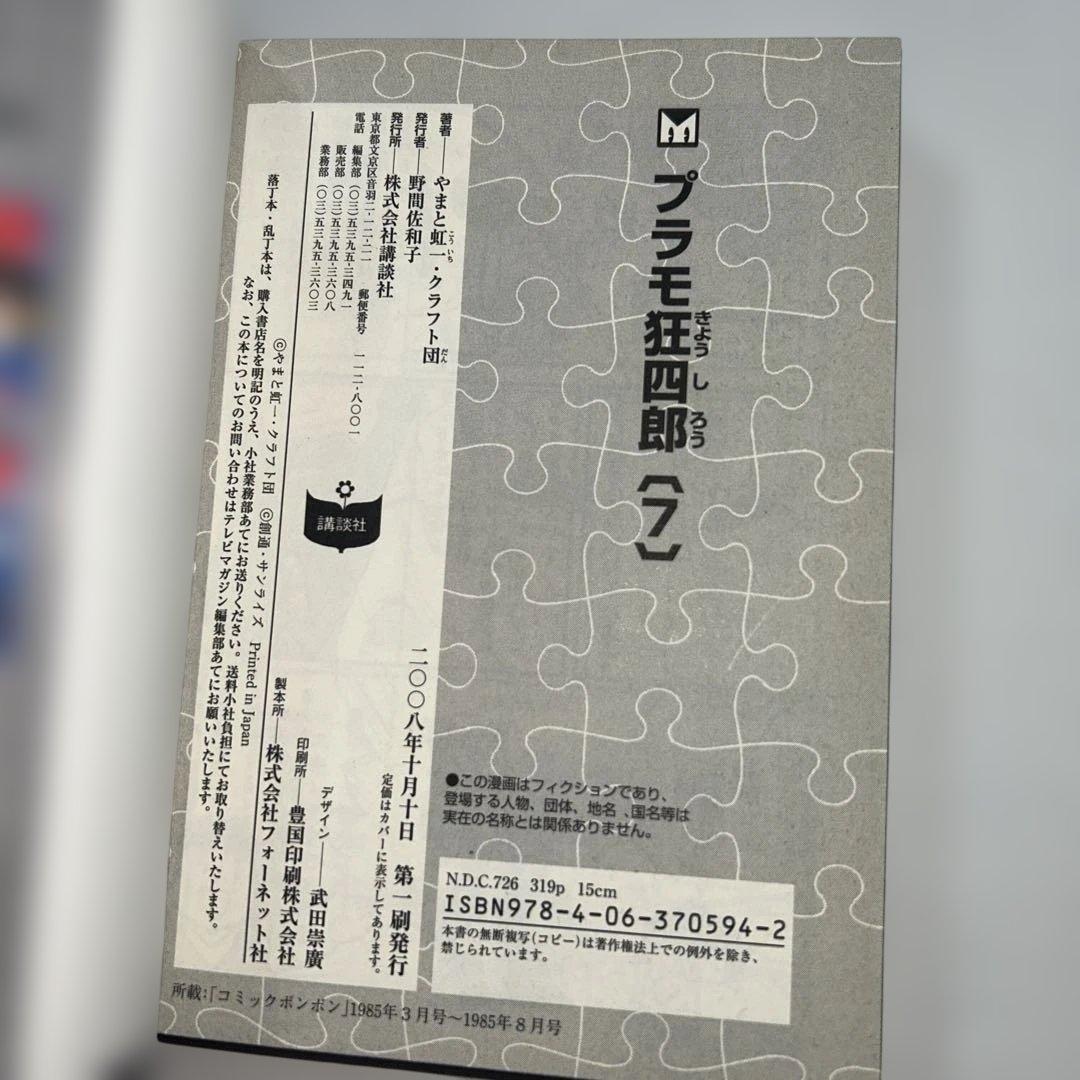 プラモ狂四郎〔7〕
きょうしろう
著者――やまと虹一・クラフト団
こういち
だん
発行者――野間佐和子
発行所――株式会社講談社
東京都文京区音羽二-一二-二一　郵便番号　一一二-八〇〇一
電話　編集部（〇三）五三九五-三四九一
販売部（〇三）五三九五-三六〇八
業務部（〇三）五三九五-三六〇三
講談社
二〇〇八年十月十日　第一刷発行
定価はカバーに表示してあります。
デザイン――武田崇廣
印刷所――豊国印刷株式会社
製本所――株式会社フォーネット社
©やまと虹一・クラフト団　©創通・サンライズ　Printed in Japan
落丁本・乱丁本は、購入書店名を明記のうえ、小社業務部あてにお送りください。送料小社負担にてお取り替えいたします。
なお、この本についてのお問い合わせはテレビマガジン編集部あてにお願いいたします。
●この漫画はフィクションであり、
登場する人物、団体、地名、国名等は
実在の名称とは関係ありません。
N.D.C.726　319p　15cm
ISBN978-4-06-370594-2
本書の無断複写(コピー)は著作権法上での例外を除き、
禁じられています。
所載：「コミックボンボン」1985年3月号～1985年8月号